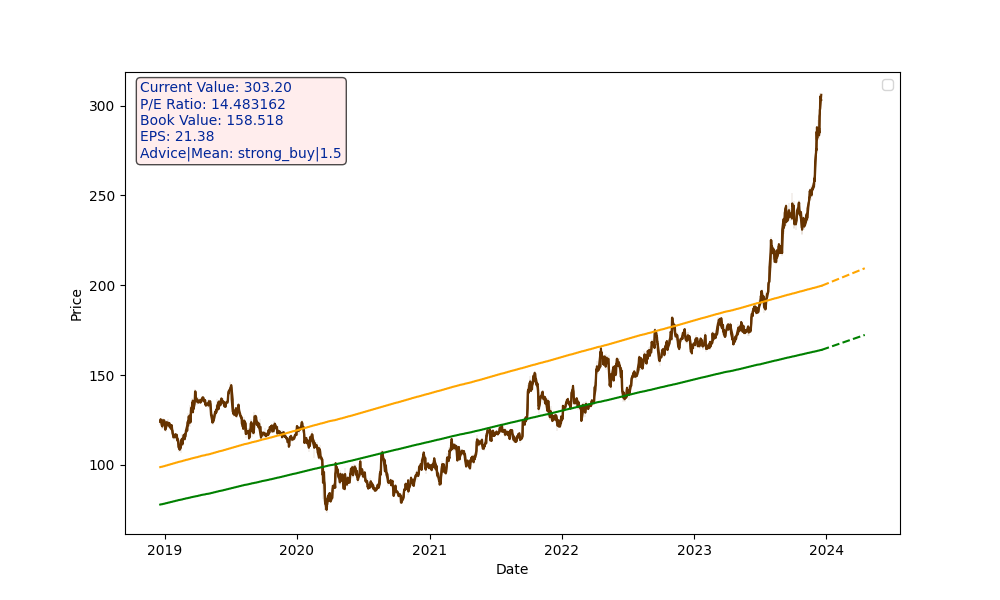 Current Value: 303.20
P/E Ratio: 14.483162
Book Value: 158.518
EPS: 21.38
Advice|Mean: strong_buy|1.5
300
250
200
150
100
Price
2019 2020 2021 2022 2023 2024
Date